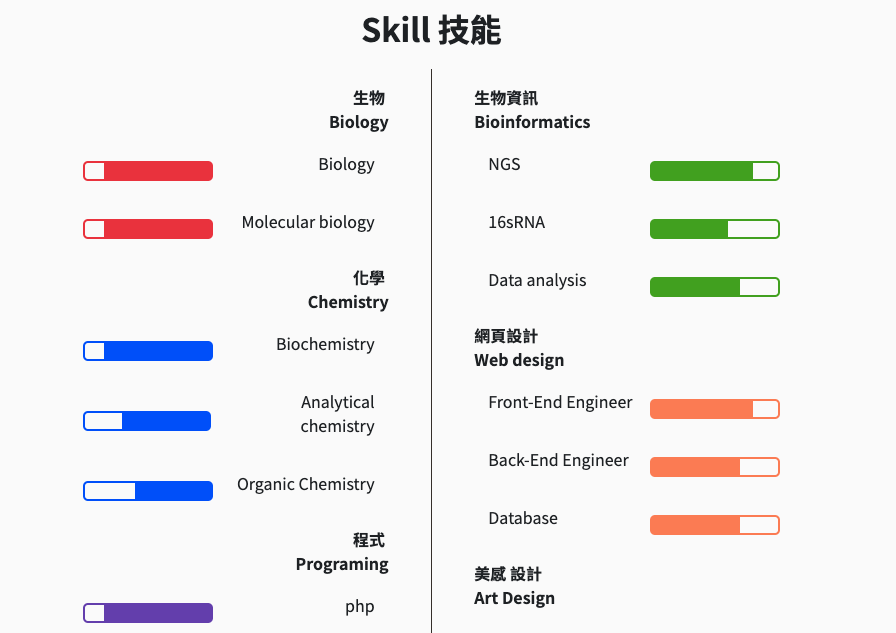 Skill 技能
生物
Biology
Biology
Molecular biology
化學
Chemistry
Biochemistry
Analytical
chemistry
Organic Chemistry
程式
Programing
php
生物資訊
Bioinformatics
NGS
16sRNA
Data analysis
網頁設計
Web design
Front-End Engineer
Back-End Engineer
Database
美感 設計
Art Design